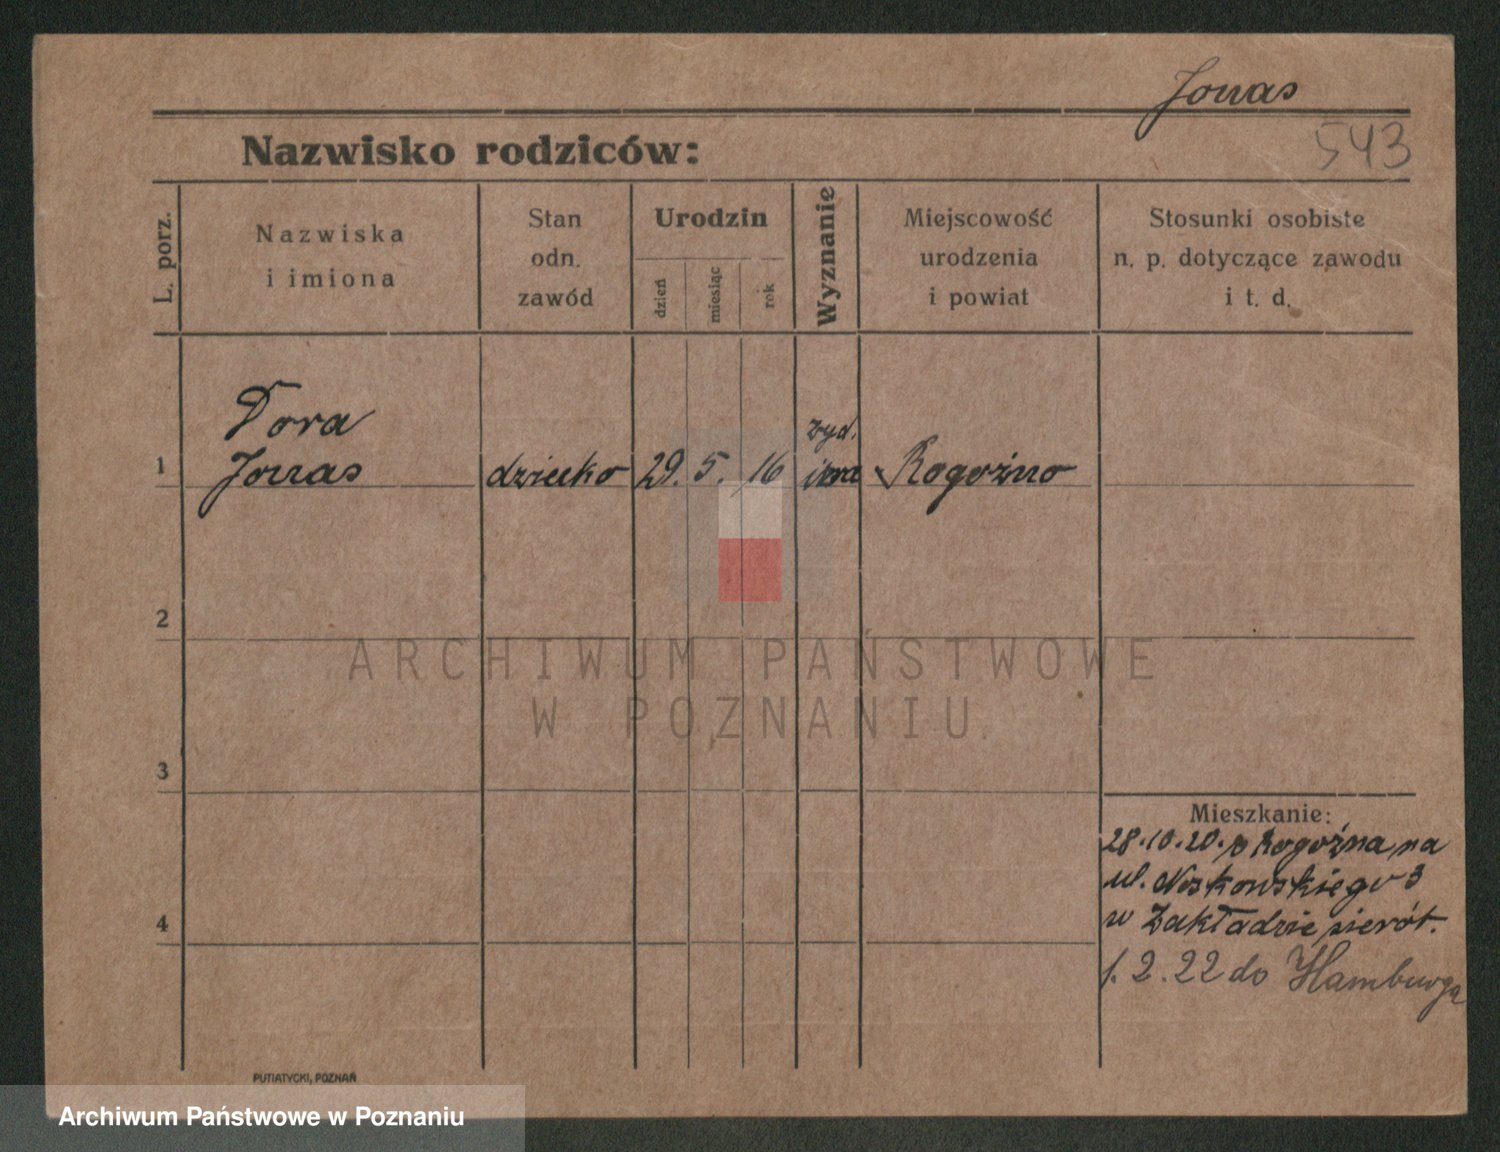 Jonas
543
Nazwisko rodziców:
L. porz.
Nazwiska
i imiona
Stan
odn.
zawód
Urodzin
dzień
miesiąc
rok
Wyznanie
Miejscowość
urodzenia
i powiat
Stosunki osobiste
n. p. dotyczące zawodu
i t. d.
1
Dora
Jonas
dziecko
29. 5. 16
żyd.
Rogoźno
2
ARCHIWUM PAŃSTWOWE
W POZNANIU.
3
Mieszkanie:
28.10.20. z Rogoźna na
ul. Noskowskiego 3
w Zakładzie sierót.
4
1. 2. 22 do Hamburga
PUTIATYCKI, POZNAŃ
Archiwum Państwowe w Poznaniu